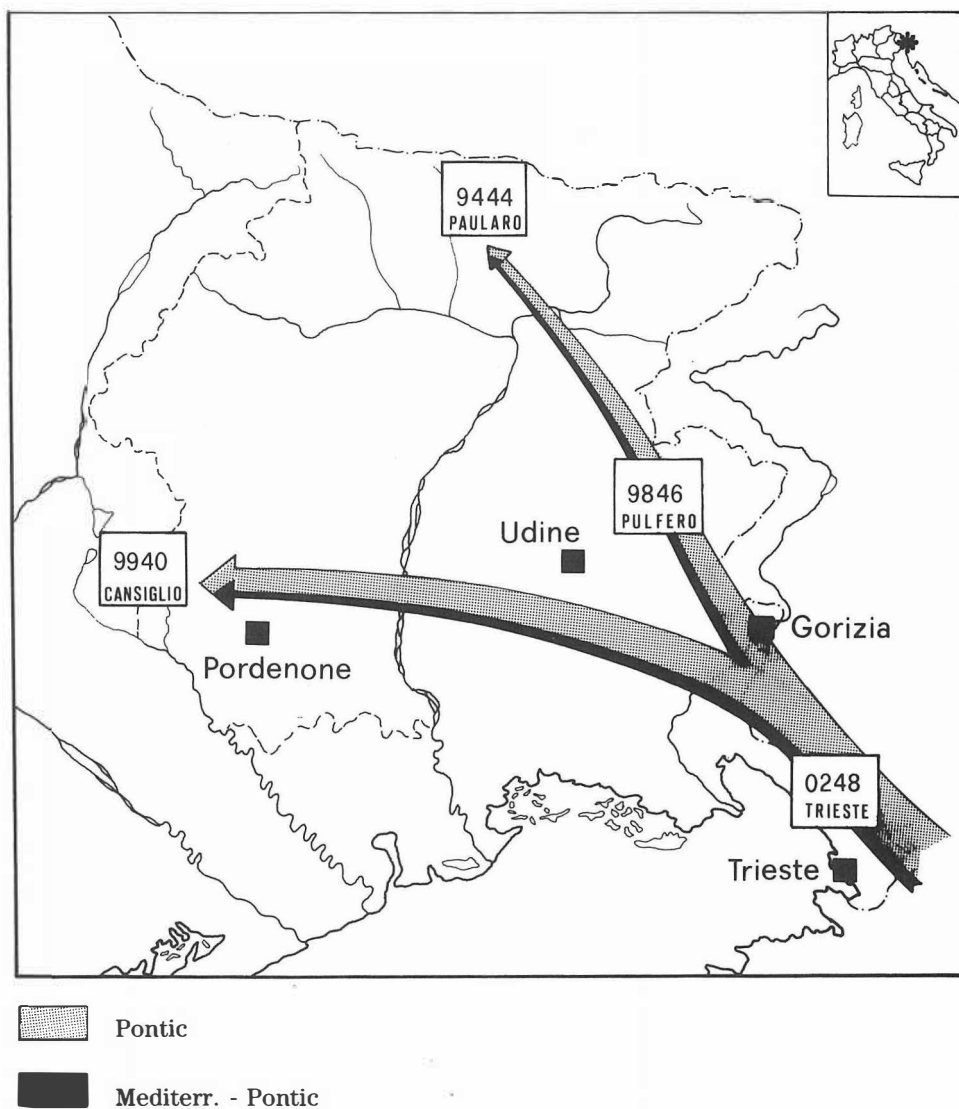 9444
PAULARO
9846
PULFERO
Udine
9940
CANSIGLIO
Gorizia
Pordenone
0248
TRIESTE
Trieste
Pontic
Mediterr. - Pontic